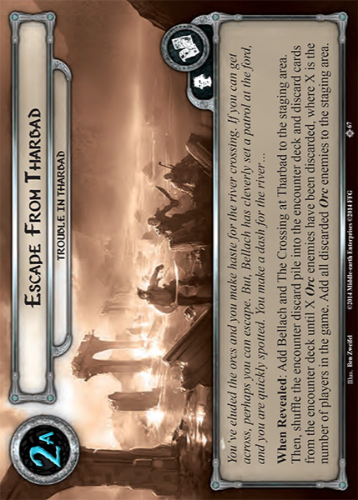 2A
Escape From Tharbad
Trouble in Tharbad
You've eluded the orcs and you make haste for the river crossing. If you can get
across, perhaps you can escape. But, Bellach has cleverly set a patrol at the ford,
and you are quickly spotted. You make a dash for the river…
When Revealed: Add Bellach and The Crossing at Tharbad to the staging area.
Then, shuffle the encounter discard pile into the encounter deck and discard cards
from the encounter deck until X Orc enemies have been discarded, where X is the
number of players in the game. Add all discarded Orc enemies to the staging area.
Illus. Ben Zweifel ©2014 Middle-earth Enterprises ©2014 FFG 67